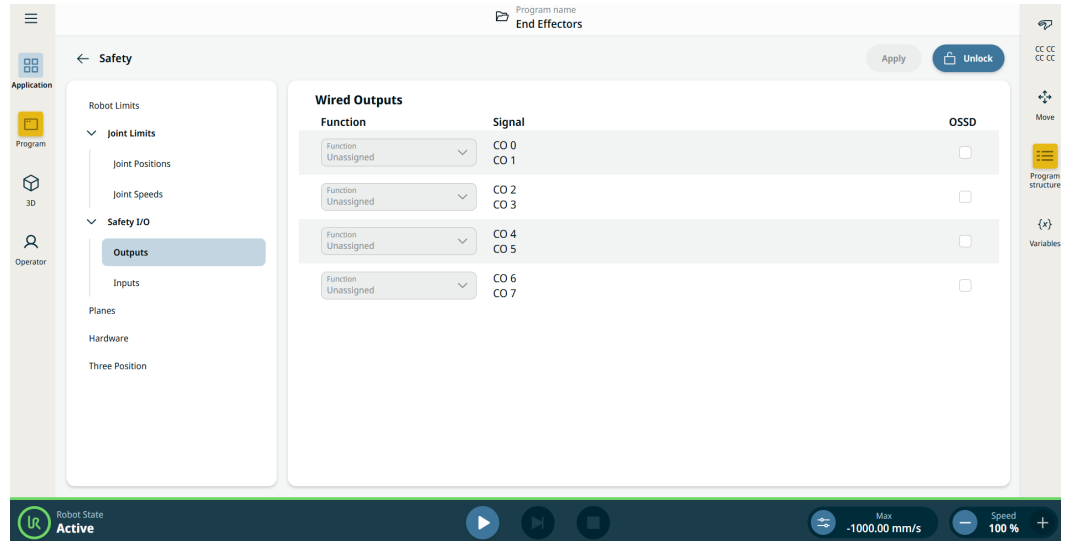 Program name
End Effectors
Application
Program
3D
Operator
Safety
Apply
Unlock
Robot Limits
Joint Limits
Joint Positions
Joint Speeds
Safety I/O
Outputs
Inputs
Planes
Hardware
Three Position
Wired Outputs
Function
Signal
OSSD
Function
Unassigned
CO 0
CO 1
Function
Unassigned
CO 2
CO 3
Function
Unassigned
CO 4
CO 5
Function
Unassigned
CO 6
CO 7
CC CC
CC CC
Move
Program
structure
{x}
Variables
UR
Robot State
Active
Max
-1000.00 mm/s
Speed
100 %